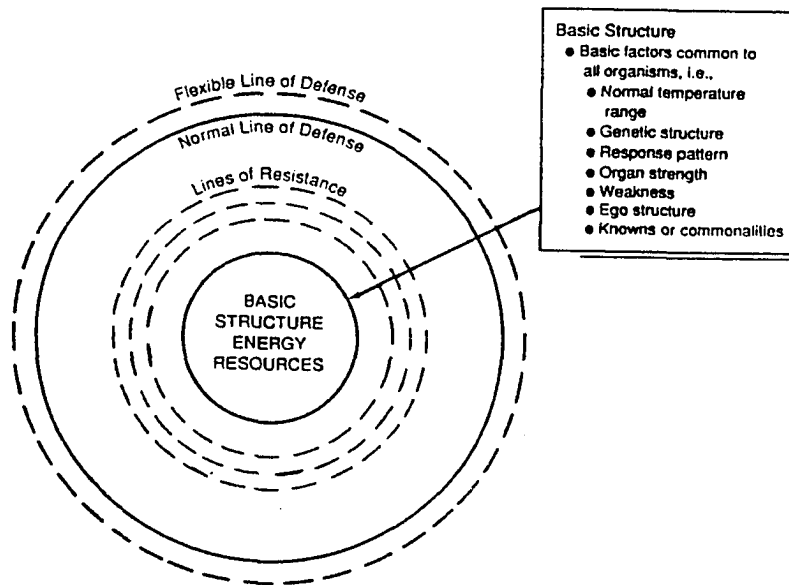 Flexible Line of Defense
Normal Line of Defense
Lines of Resistance
BASIC
STRUCTURE
ENERGY
RESOURCES
Basic Structure
● Basic factors common to
all organisms, i.e.,
● Normal temperature
range
● Genetic structure
● Response pattern
● Organ strength
● Weakness
● Ego structure
● Knowns or commonalities